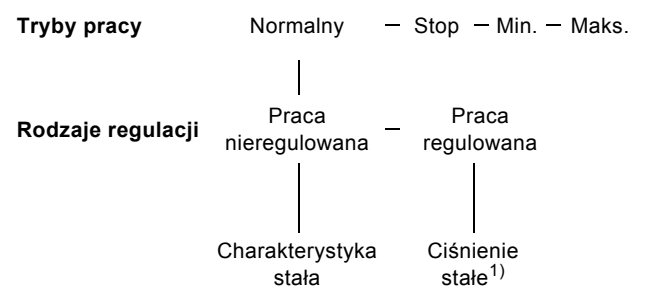 Tryby pracy Normalny – Stop – Min. – Maks.
Rodzaje regulacji
Praca
nieregulowana – Praca
regulowana
Charakterystyka
stała
Ciśnienie
stałe1)